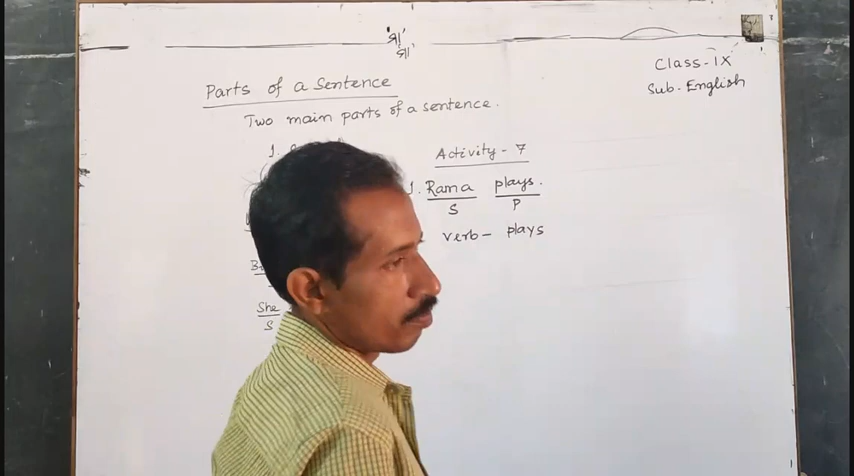 শ্রী
শ্রী
Class - IX
Sub. English
Parts of a Sentence
Two main parts of a sentence.
1.
Activity - 7
1. Rama plays.
S P
verb - plays
She
S